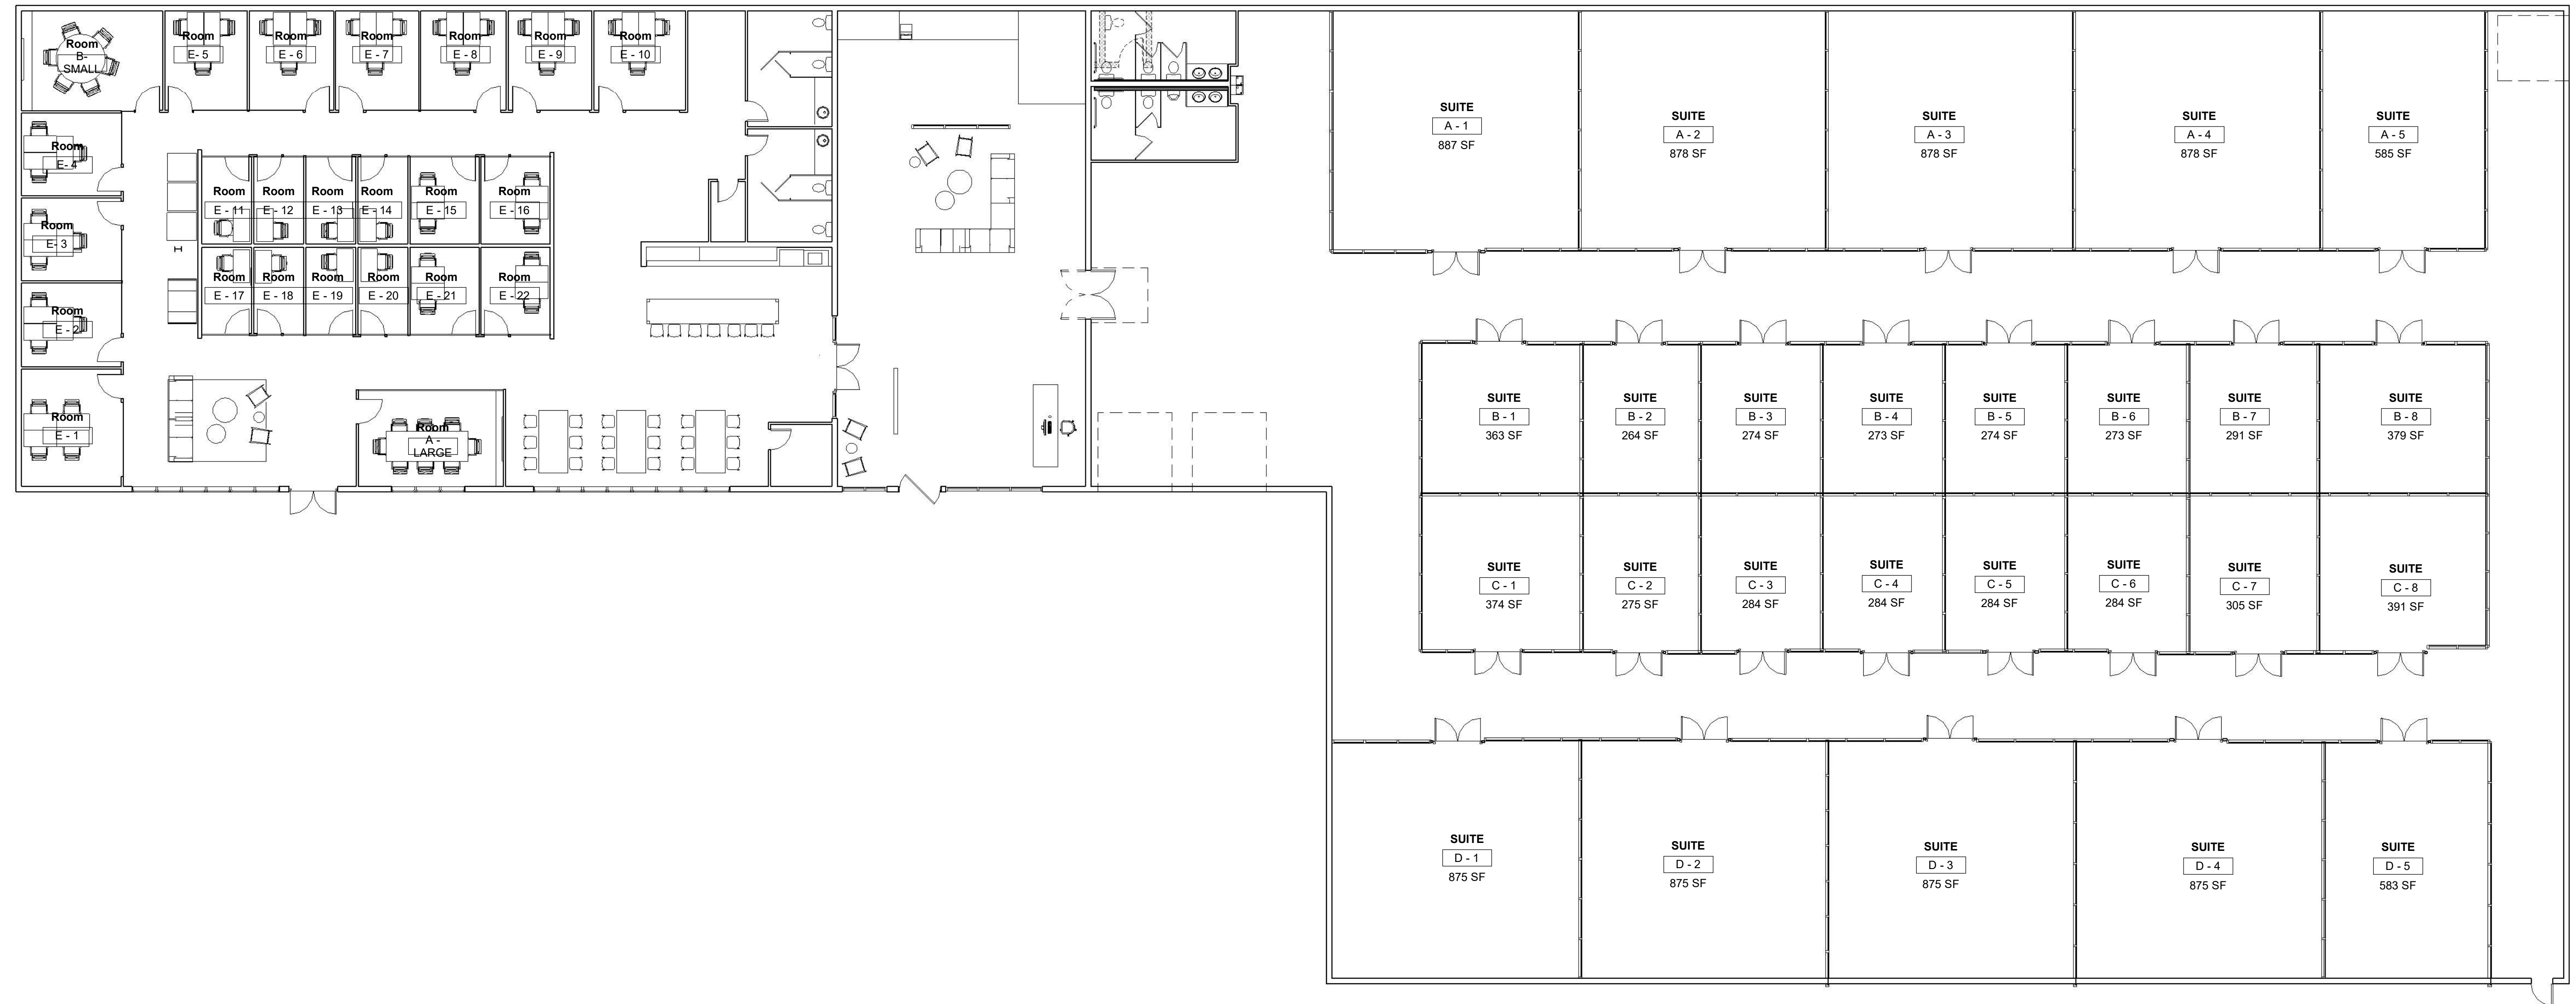 Room
B-
SMALL
Room
E- 5
Room
E - 6
Room
E - 7
Room
E - 8
Room
E - 9
Room
E - 10
Room
E- 4
Room
E- 3
Room
E - 2
Room
E - 1
Room
E - 11
Room
E - 12
Room
E - 13
Room
E - 14
Room
E - 15
Room
E - 16
Room
E - 17
Room
E - 18
Room
E - 19
Room
E - 20
Room
E - 21
Room
E - 22
Room
A -
LARGE
SUITE
A - 1
887 SF
SUITE
A - 2
878 SF
SUITE
A - 3
878 SF
SUITE
A - 4
878 SF
SUITE
A - 5
585 SF
SUITE
B - 1
363 SF
SUITE
B - 2
264 SF
SUITE
B - 3
274 SF
SUITE
B - 4
273 SF
SUITE
B - 5
274 SF
SUITE
B - 6
273 SF
SUITE
B - 7
291 SF
SUITE
B - 8
379 SF
SUITE
C - 1
374 SF
SUITE
C - 2
275 SF
SUITE
C - 3
284 SF
SUITE
C - 4
284 SF
SUITE
C - 5
284 SF
SUITE
C - 6
284 SF
SUITE
C - 7
305 SF
SUITE
C - 8
391 SF
SUITE
D - 1
875 SF
SUITE
D - 2
875 SF
SUITE
D - 3
875 SF
SUITE
D - 4
875 SF
SUITE
D - 5
583 SF